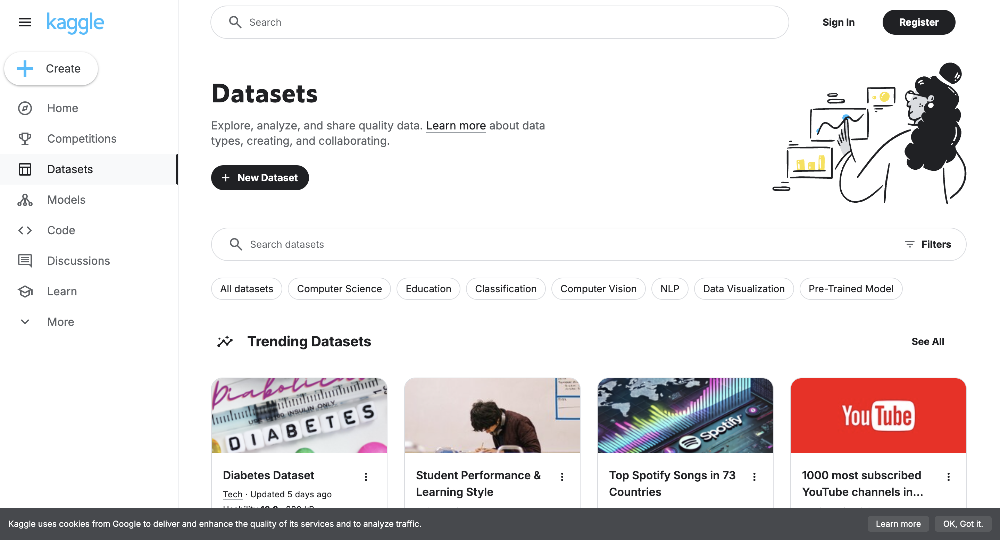 kaggle
Search
Sign In
Register
Create
Home
Competitions
Datasets
Models
Code
Discussions
Learn
More
Datasets
Explore, analyze, and share quality data. Learn more about data
types, creating, and collaborating.
+ New Dataset
Search datasets
Filters
All datasets
Computer Science
Education
Classification
Computer Vision
NLP
Data Visualization
Pre-Trained Model
Trending Datasets
See All
USE U-100 INSULIN ONLY
DIABETES
Spotify
YouTube
Diabetes Dataset
Tech · Updated 5 days ago
Student Performance &
Learning Style
Top Spotify Songs in 73
Countries
1000 most subscribed
YouTube channels in...
Kaggle uses cookies from Google to deliver and enhance the quality of its services and to analyze traffic.
Learn more
OK, Got it.